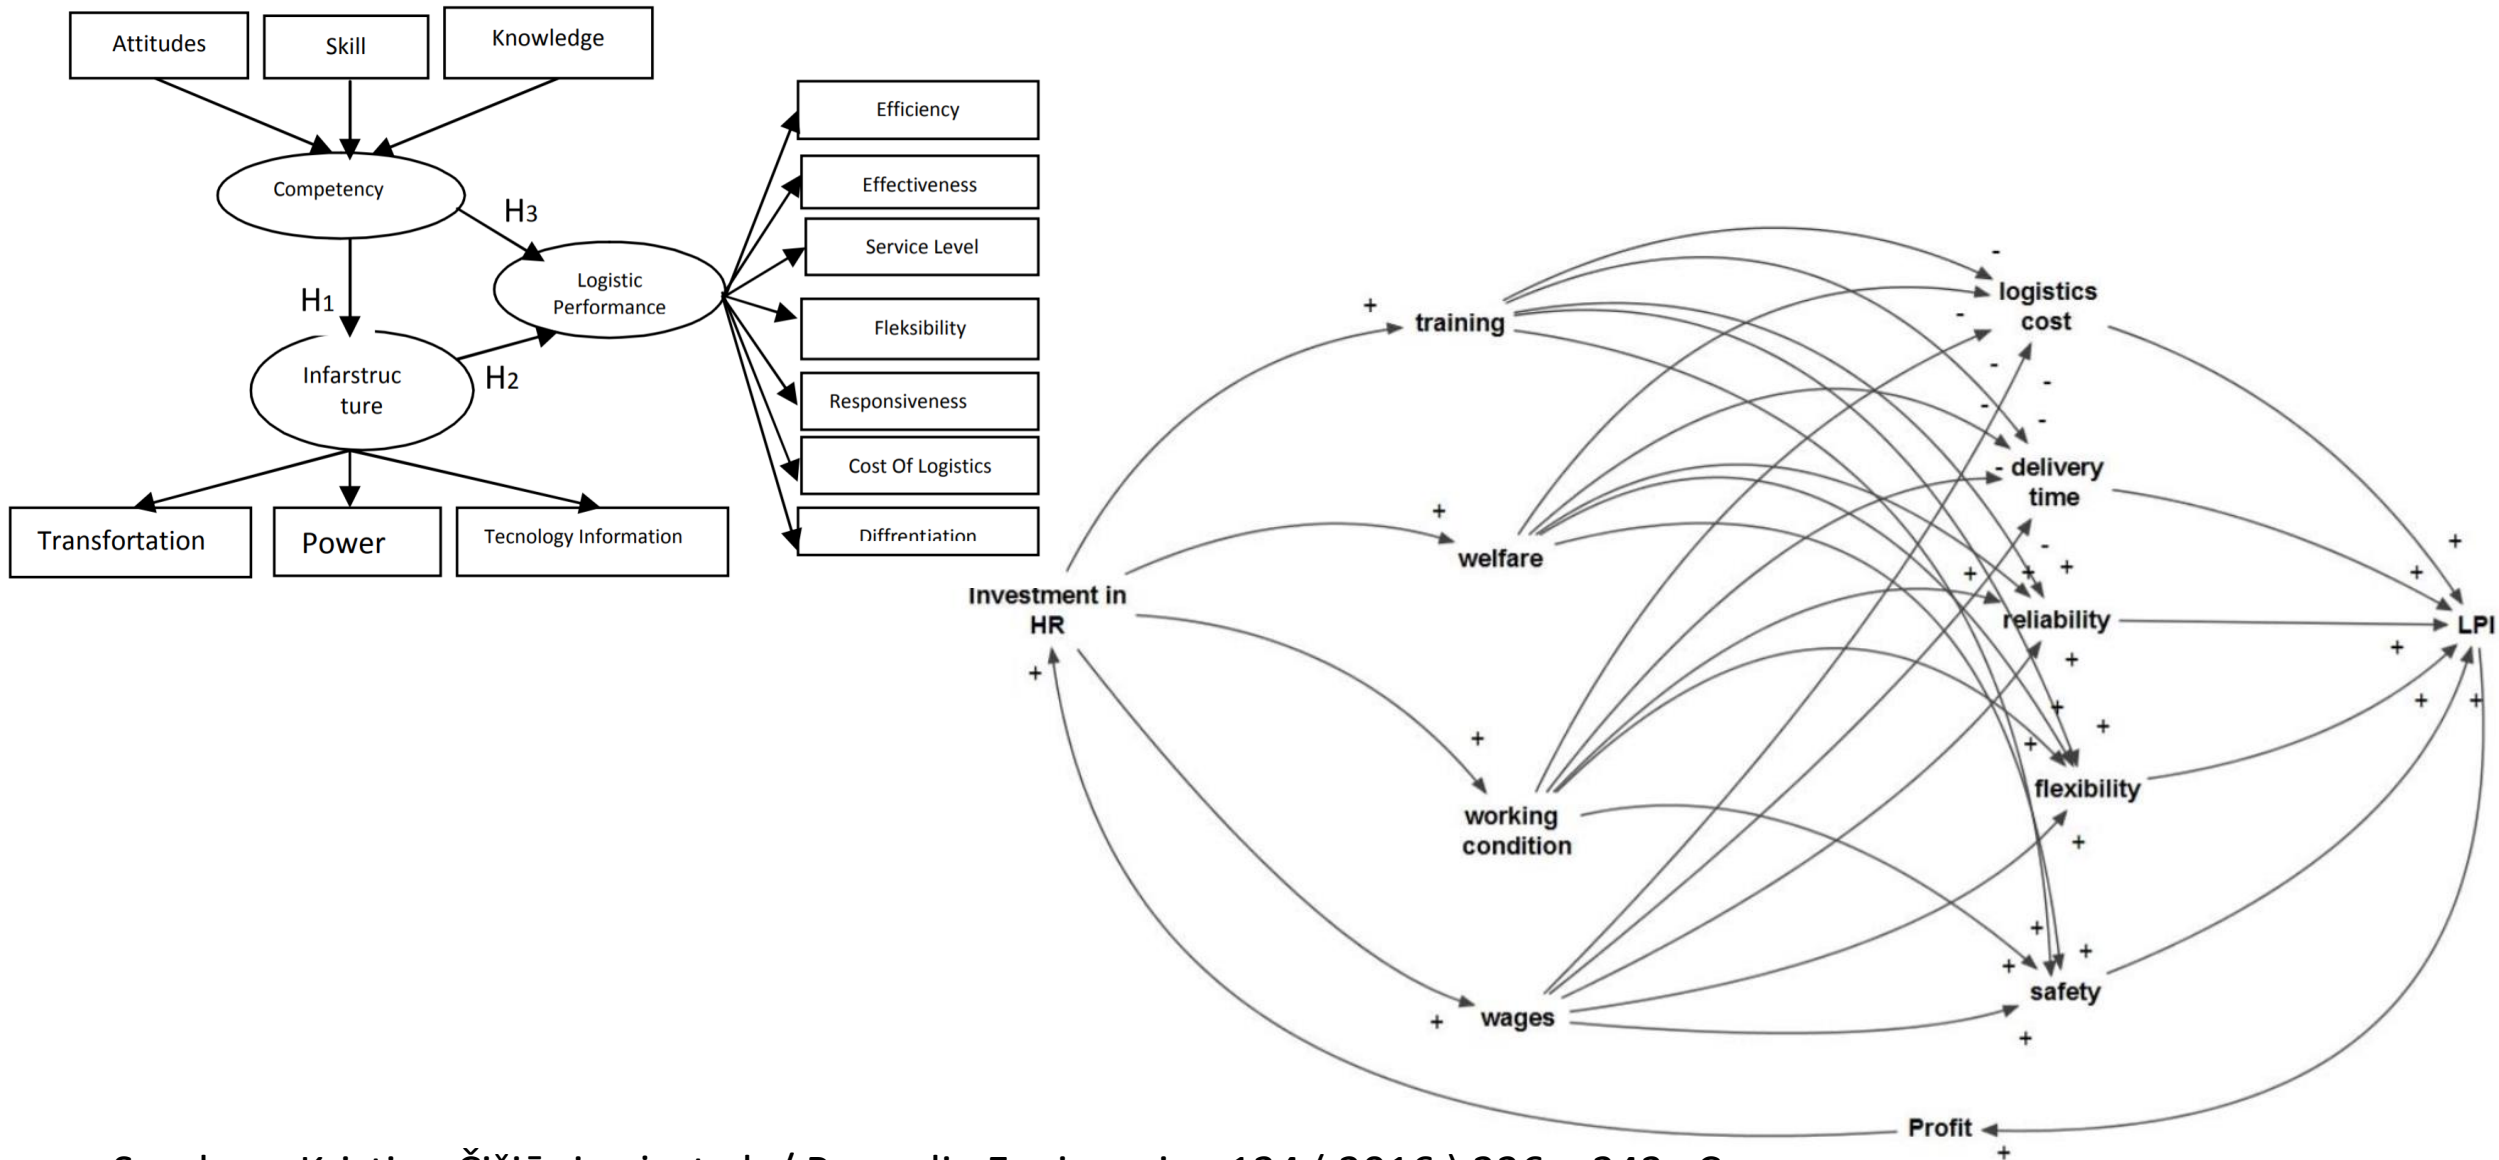 Attitudes
Skill
Knowledge
Competency
H3
H1
Logistic
Performance
Infarstruc
ture
H2
Transfortation
Power
Tecnology Information
Efficiency
Effectiveness
Service Level
Fleksibility
Responsiveness
Cost Of Logistics
Diffrentiation
Investment in
HR
+
training
+
welfare
+
working
condition
+
wages
+
logistics
cost
-
-
-
-
delivery
time
-
-
-
-
reliability
+
+
+
+
flexibility
+
+
+
+
safety
+
+
+
+
LPI
+
+
+
+
+
+
Profit
+